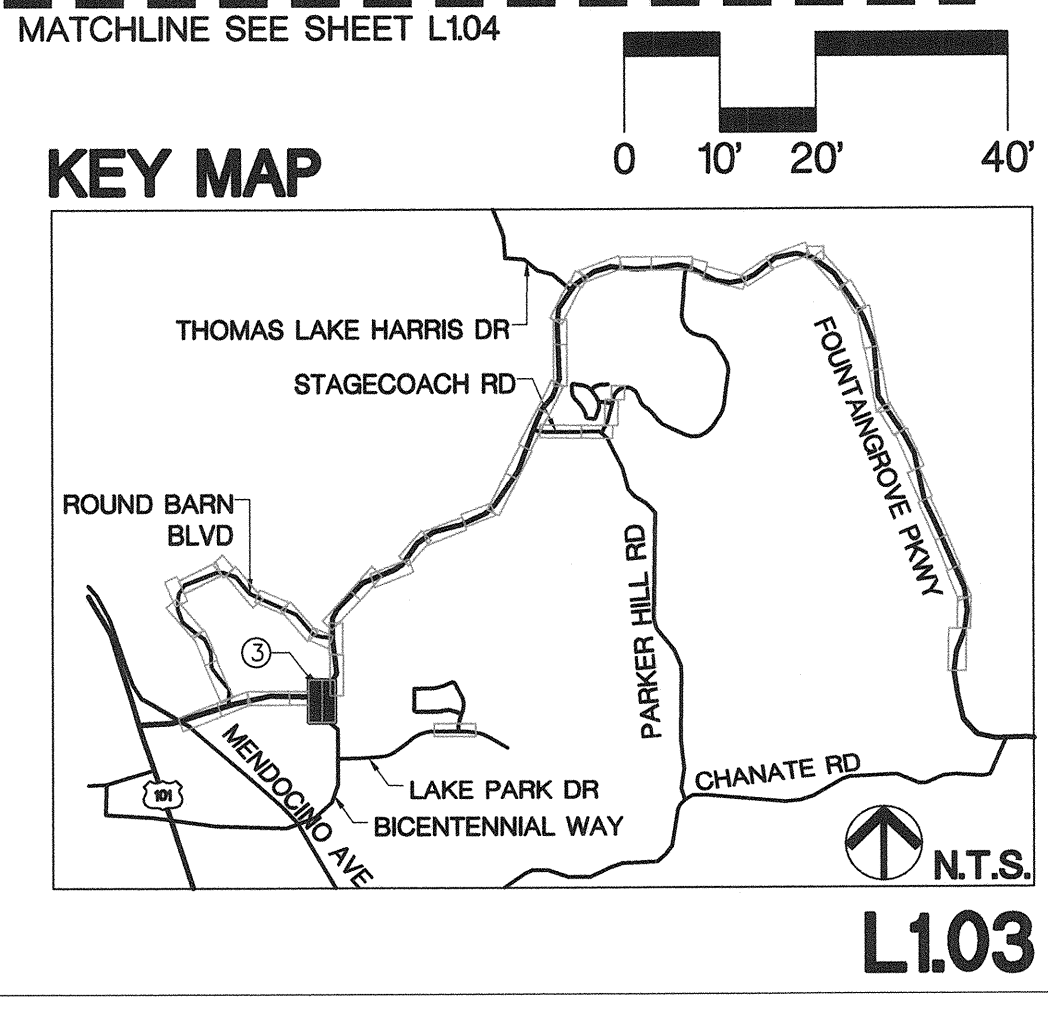 MATCHLINE SEE SHEET L1.04
0 10' 20' 40'
KEY MAP
THOMAS LAKE HARRIS DR
STAGECOACH RD
FOUNTAINGROVE PKWY
ROUND BARN
BLVD
PARKER HILL RD
3
MENDOCINO AVE
CHANATE RD
LAKE PARK DR
101
BICENTENNIAL WAY
N.T.S.
L1.03